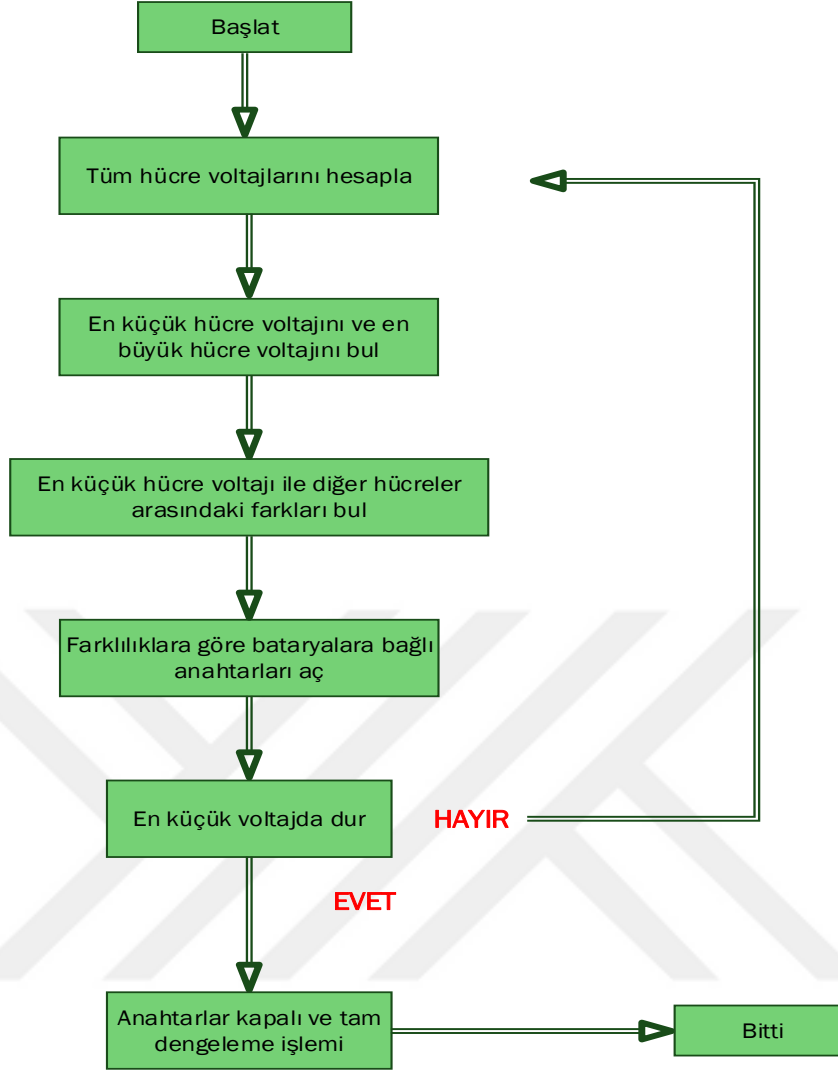 Başlat
Tüm hücre voltajlarını hesapla
En küçük hücre voltajını ve en
büyük hücre voltajını bul
En küçük hücre voltajı ile diğer hücreler
arasındaki farkları bul
Farklılıklara göre bataryalara bağlı
anahtarları aç
En küçük voltajda dur
HAYIR
EVET
Anahtarlar kapalı ve tam
dengeleme işlemi
Bitti